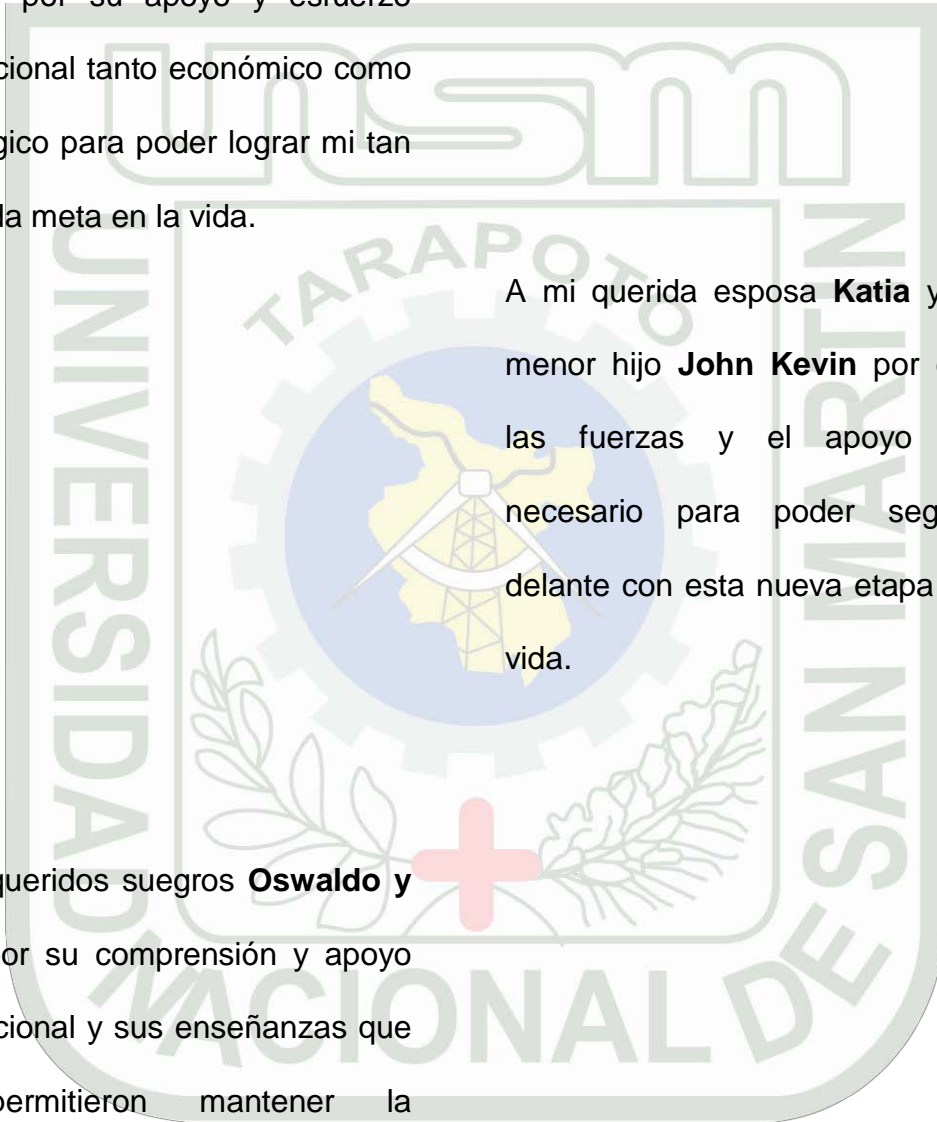 por su apoyo y esfuerzo
cional tanto económico como
gico para poder lograr mi tan
da meta en la vida.
A mi querida esposa Katia y
menor hijo John Kevin por
las fuerzas y el apoyo
necesario para poder seg
delante con esta nueva etapa
vida.
queridos suegros Oswaldo y
or su comprensión y apoyo
cional y sus enseñanzas que
permitieron mantener la
unsm
TARAPOTO
UNIVERSIDAD NACIONAL DE SAN MARTIN